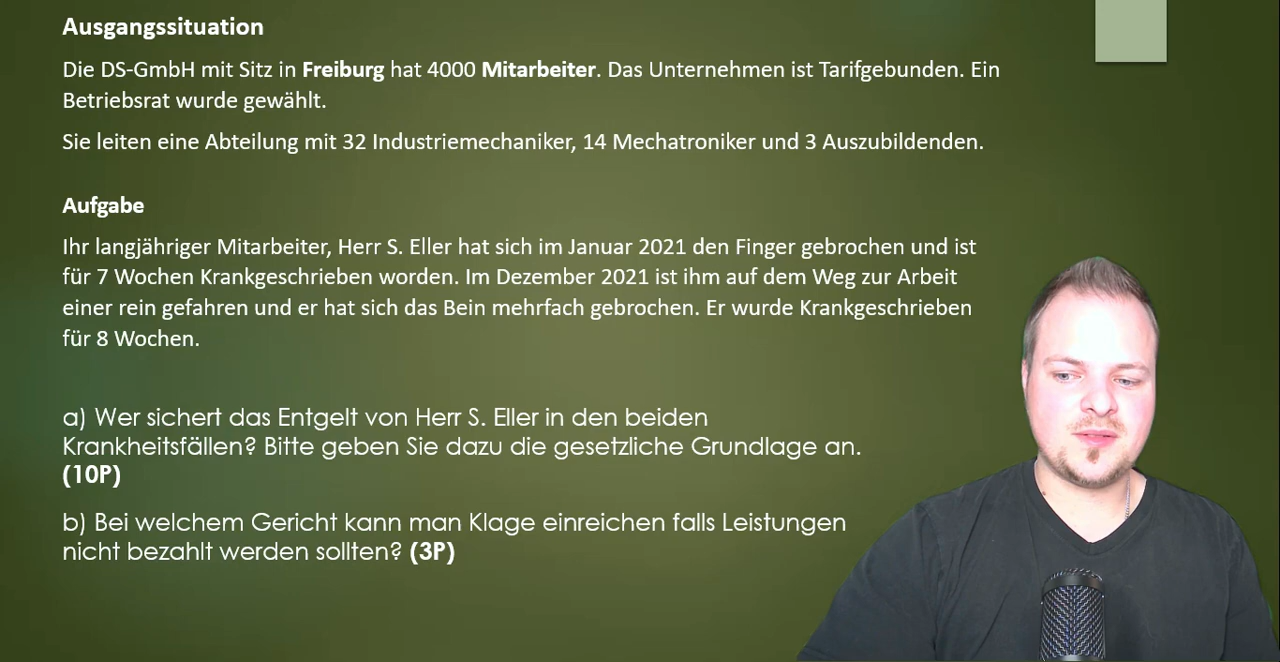 Ausgangssituation
Die DS-GmbH mit Sitz in Freiburg hat 4000 Mitarbeiter. Das Unternehmen ist Tarifgebunden. Ein
Betriebsrat wurde gewählt.
Sie leiten eine Abteilung mit 32 Industriemechaniker, 14 Mechatroniker und 3 Auszubildenden.
Aufgabe
Ihr langjähriger Mitarbeiter, Herr S. Eller hat sich im Januar 2021 den Finger gebrochen und ist
für 7 Wochen Krankgeschrieben worden. Im Dezember 2021 ist ihm auf dem Weg zur Arbeit
einer rein gefahren und er hat sich das Bein mehrfach gebrochen. Er wurde Krankgeschrieben
für 8 Wochen.
a) Wer sichert das Entgelt von Herr S. Eller in den beiden
Krankheitsfällen? Bitte geben Sie dazu die gesetzliche Grundlage an.
(10P)
b) Bei welchem Gericht kann man Klage einreichen falls Leistungen
nicht bezahlt werden sollten? (3P)